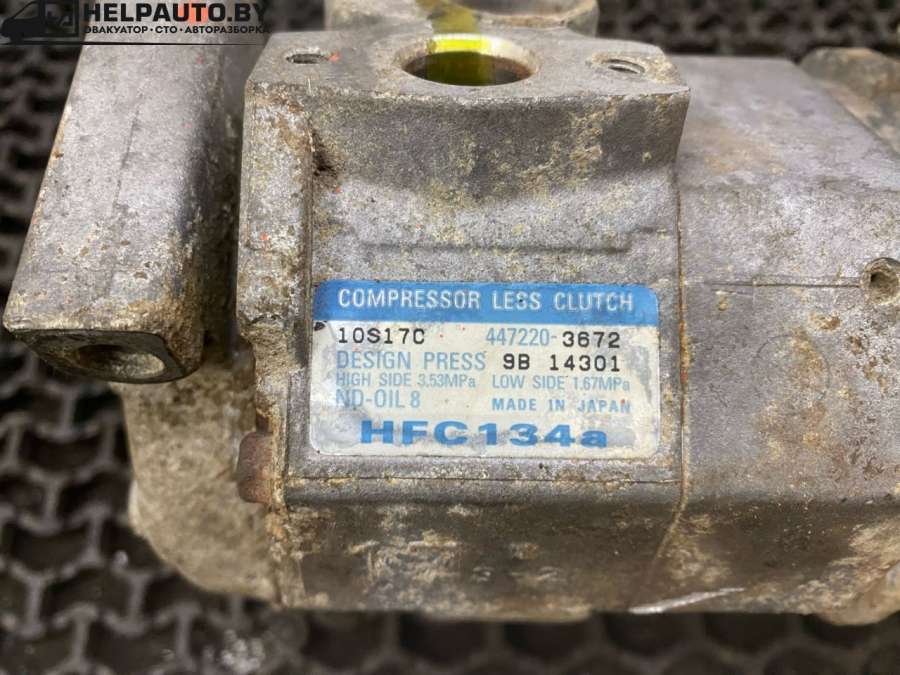 HELPAUTO.BY
ЭВАКУАТОР · СТО · АВТОРАЗБОРКА
COMPRESSOR LESS CLUTCH
10S17C 447220-3672
DESIGN PRESS 9B 14301
HIGH SIDE 3.53MPa LOW SIDE 1.67MPa
ND-OIL 8 MADE IN JAPAN
HFC134a